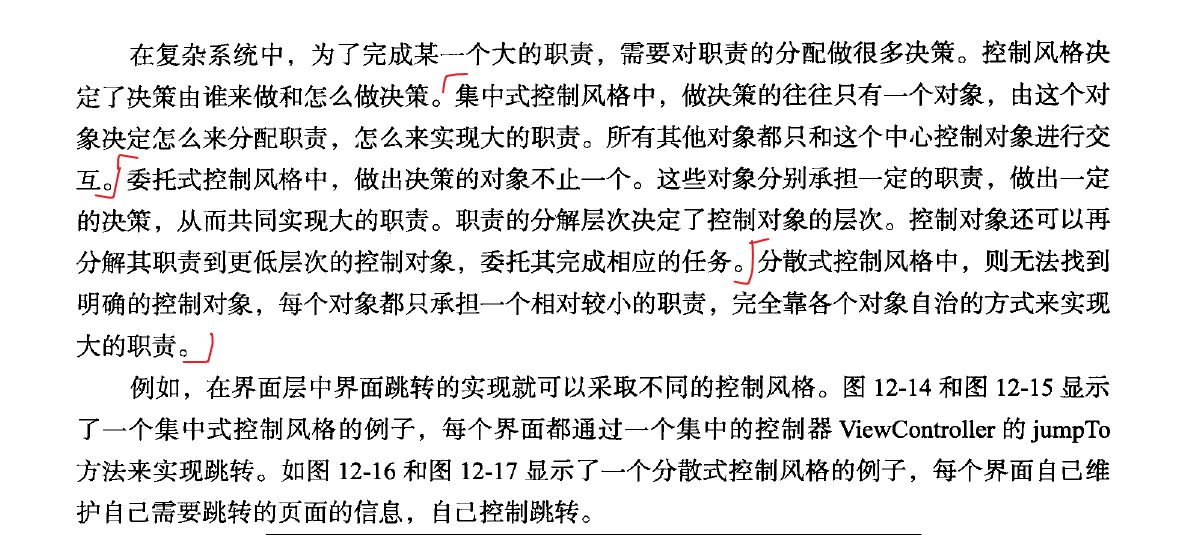 在复杂系统中，为了完成某一个大的职责，需要对职责的分配做很多决策。控制风格决
定了决策由谁来做和怎么做决策。集中式控制风格中，做决策的往往只有一个对象，由这个对
象决定怎么来分配职责，怎么来实现大的职责。所有其他对象都只和这个中心控制对象进行交
互。委托式控制风格中，做出决策的对象不止一个。这些对象分别承担一定的职责，做出一定
的决策，从而共同实现大的职责。职责的分解层次决定了控制对象的层次。控制对象还可以再
分解其职责到更低层次的控制对象，委托其完成相应的任务。分散式控制风格中，则无法找到
明确的控制对象，每个对象都只承担一个相对较小的职责，完全靠各个对象自治的方式来实现
大的职责。
例如，在界面层中界面跳转的实现就可以采取不同的控制风格。图 12-14 和图 12-15 显示
了一个集中式控制风格的例子，每个界面都通过一个集中的控制器 ViewController 的 jumpTo
方法来实现跳转。如图 12-16 和图 12-17 显示了一个分散式控制风格的例子，每个界面自己维
护自己需要跳转的页面的信息，自己控制跳转。